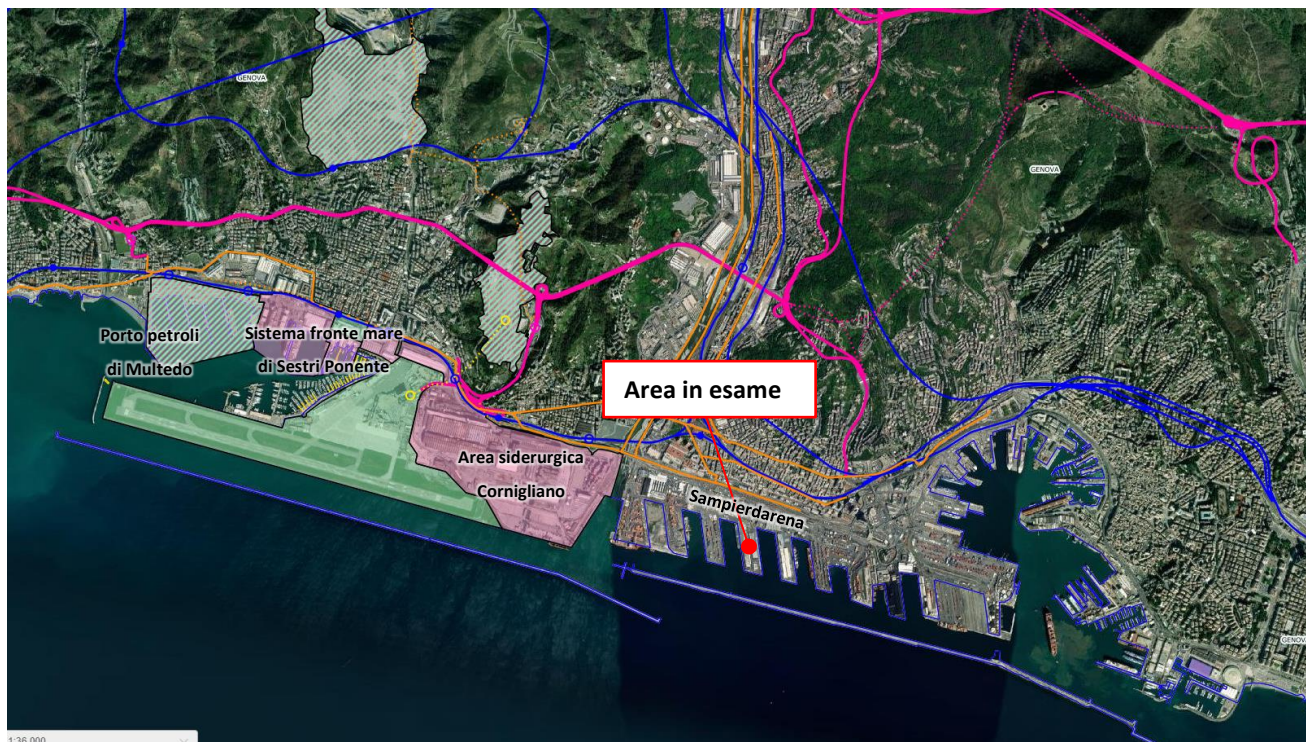 GENOVA
GENOVA
Porto petroli
di Multedo
Sistema fronte mare
di Sestri Ponente
Area in esame
Area siderurgica
Cornigliano
Sampierdarena
GENOV
1:36.000